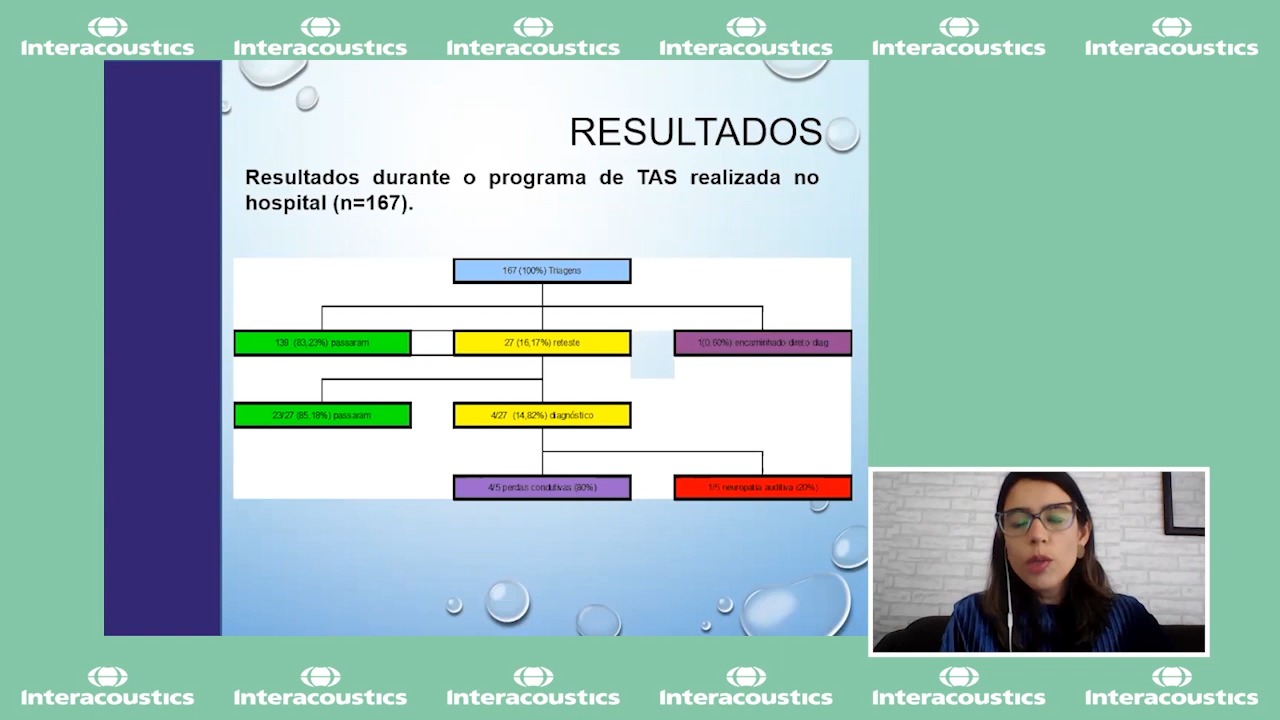 Interacoustics Interacoustics Interacoustics Interacoustics Interacoustics Interacoustics
RESULTADOS
Resultados durante o programa de TAS realizada no
hospital (n=167).
167 (100%) Triagens
139 (83,23%) passaram
27 (16,17%) reteste
1(0,60%) encaminhado direto diag
23/27 (85,18%) passaram
4/27 (14,82%) diagnóstico
4/5 perdas condutivas (80%)
1/5 neuropatia auditiva (20%)
Interacoustics Interacoustics Interacoustics Interacoustics Interacoustics Interacoustics